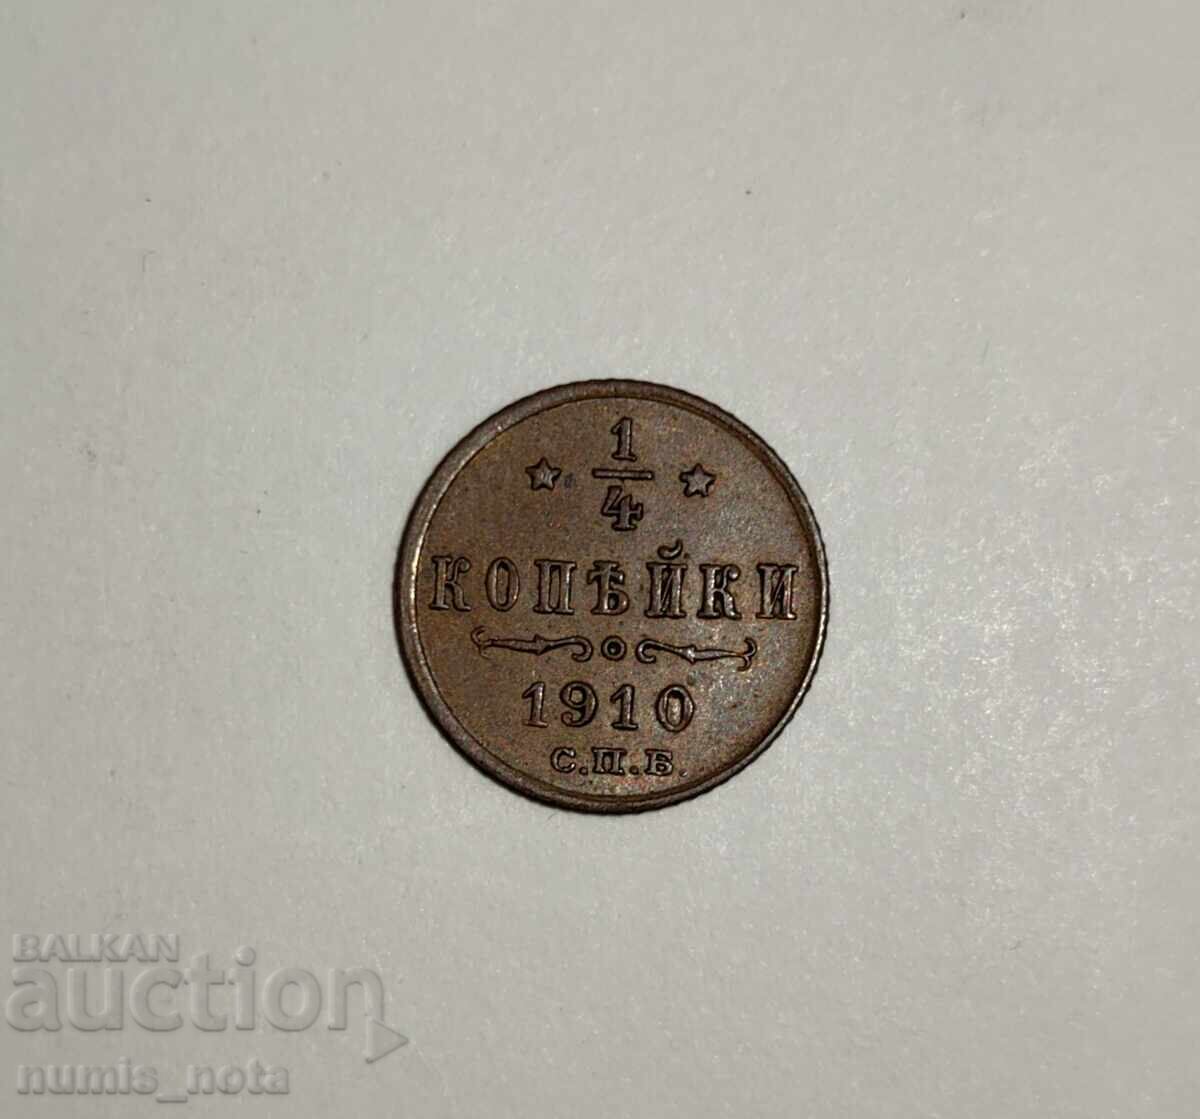 1
4
КОПѢЙКИ
1910
С.П.Б.
BALKAN
auction
numis_nota